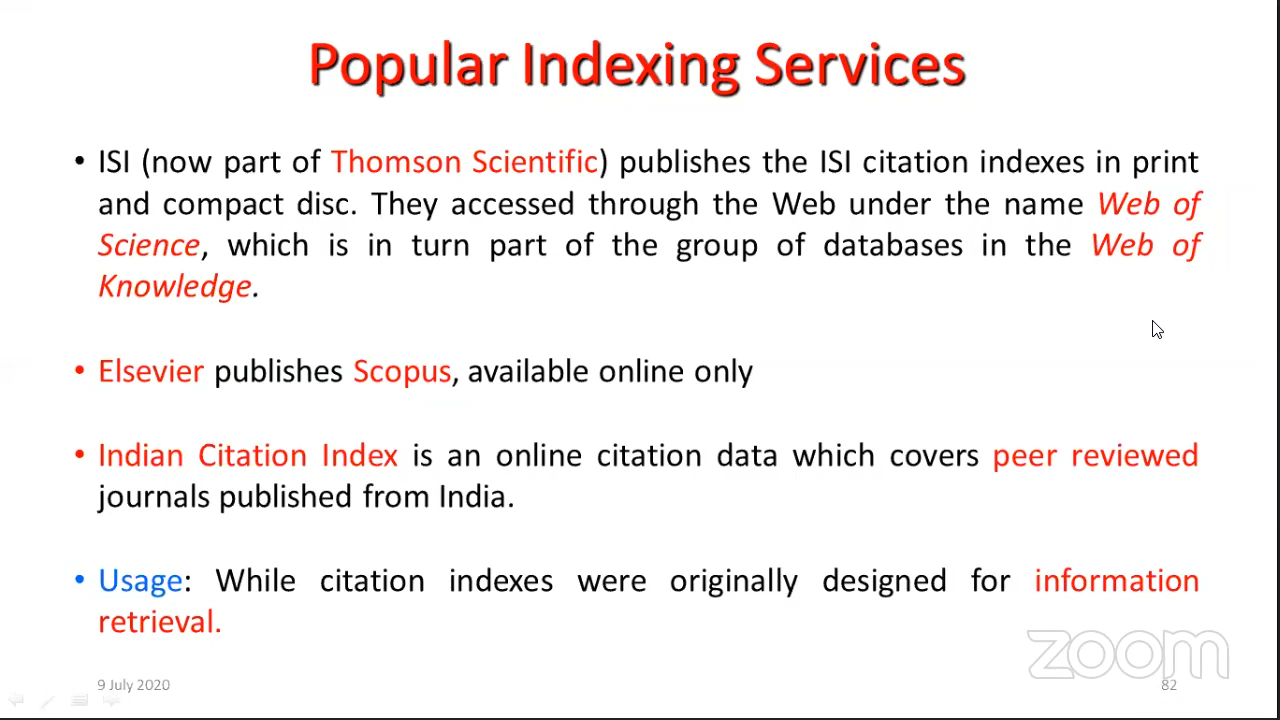 Popular Indexing Services
• ISI (now part of Thomson Scientific) publishes the ISI citation indexes in print
and compact disc. They accessed through the Web under the name Web of
Science, which is in turn part of the group of databases in the Web of
Knowledge.
• Elsevier publishes Scopus, available online only
• Indian Citation Index is an online citation data which covers peer reviewed
journals published from India.
• Usage: While citation indexes were originally designed for information
retrieval.
zoom
9 July 2020
82